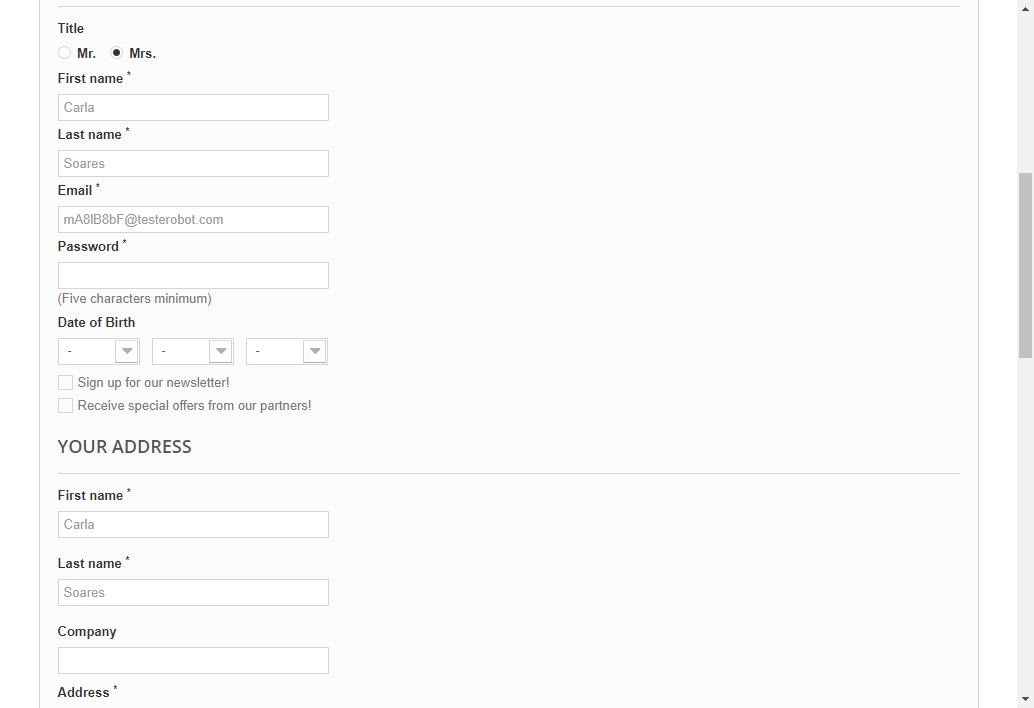 Title
Mr. Mrs.
First name *
Carla
Last name *
Soares
Email *
mA8lB8bF@testerobot.com
Password *
(Five characters minimum)
Date of Birth
- - -
Sign up for our newsletter!
Receive special offers from our partners!
YOUR ADDRESS
First name *
Carla
Last name *
Soares
Company
Address *